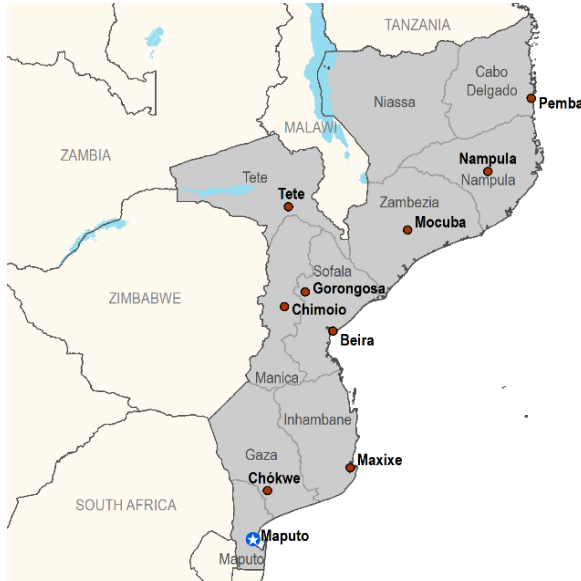 TANZANIA
Cabo
Delgado
Niassa
Pemba
MALAWI
ZAMBIA
Nampula
Nampula
Tete
Tete
Zambezia
Mocuba
Sofala
Gorongosa
ZIMBABWE
Chimoio
Beira
Manica
Inhambane
Gaza
Maxixe
Chókwe
SOUTH AFRICA
Maputo
Maputo